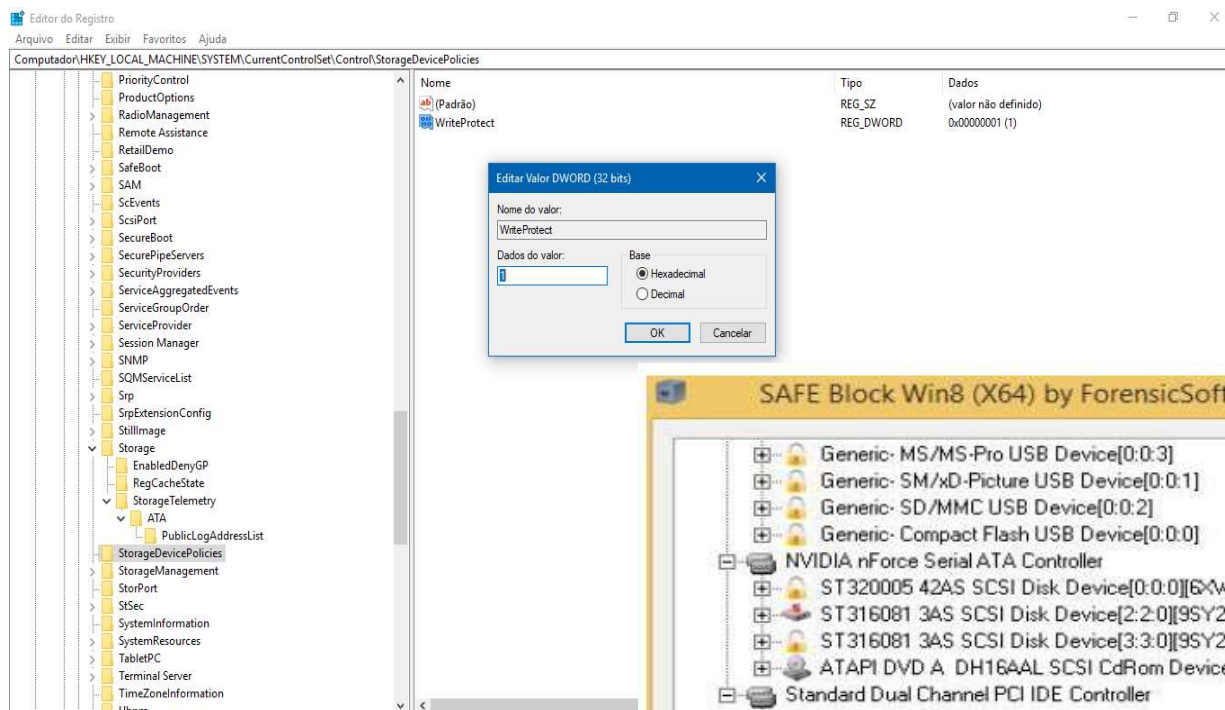 Editor do Registro
Arquivo Editar Exibir Favoritos Ajuda
Computador\HKEY_LOCAL_MACHINE\SYSTEM\CurrentControlSet\Control\StorageDevicePolicies
PriorityControl
ProductOptions
RadioManagement
Remote Assistance
RetailDemo
SafeBoot
SAM
ScEvents
ScsiPort
SecureBoot
SecurePipeServers
SecurityProviders
ServiceAggregatedEvents
ServiceGroupOrder
ServiceProvider
Session Manager
SNMP
SQMServiceList
Srp
SrpExtensionConfig
StillImage
Storage
EnabledDenyGP
RegCacheState
StorageTelemetry
ATA
PublicLogAddressList
StorageDevicePolicies
StorageManagement
StorPort
StSec
SystemInformation
SystemResources
TabletPC
Terminal Server
TimeZoneInformation
Nome Tipo Dados
ab (Padrão) REG_SZ (valor não definido)
WriteProtect REG_DWORD 0x00000001 (1)
Editar Valor DWORD (32 bits)
Nome do valor:
WriteProtect
Dados do valor: Base
1 Hexadecimal
Decimal
OK Cancelar
SAFE Block Win8 (X64) by ForensicSoft
Generic- MS/MS-Pro USB Device[0:0:3]
Generic- SM/xD-Picture USB Device[0:0:1]
Generic- SD/MMC USB Device[0:0:2]
Generic- Compact Flash USB Device[0:0:0]
NVIDIA nForce Serial ATA Controller
ST320005 42AS SCSI Disk Device[0:0:0][6XW
ST316081 3AS SCSI Disk Device[2:2:0][9SY2
ST316081 3AS SCSI Disk Device[3:3:0][9SY2
ATAPI DVD A DH16AAL SCSI CdRom Device
Standard Dual Channel PCI IDE Controller